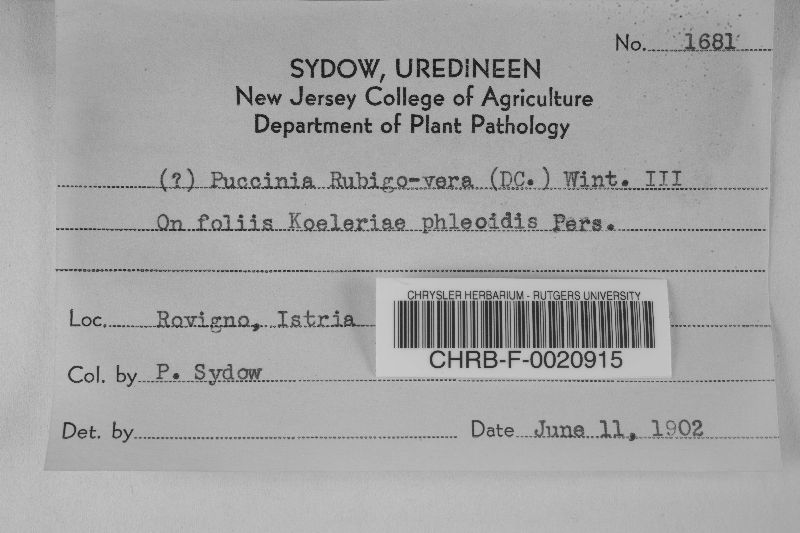 No. 1681
SYDOW, UREDINEEN
New Jersey College of Agriculture
Department of Plant Pathology
(?) Puccinia Rubigo-vera (DC.) Wint. III
On foliis Koeleriae phleoidis Pers.
Loc. Rovigno, Istria
CHRYSLER HERBARIUM - RUTGERS UNIVERSITY
CHRB-F-0020915
Col. by P. Sydow
Det. by
Date June 11, 1902